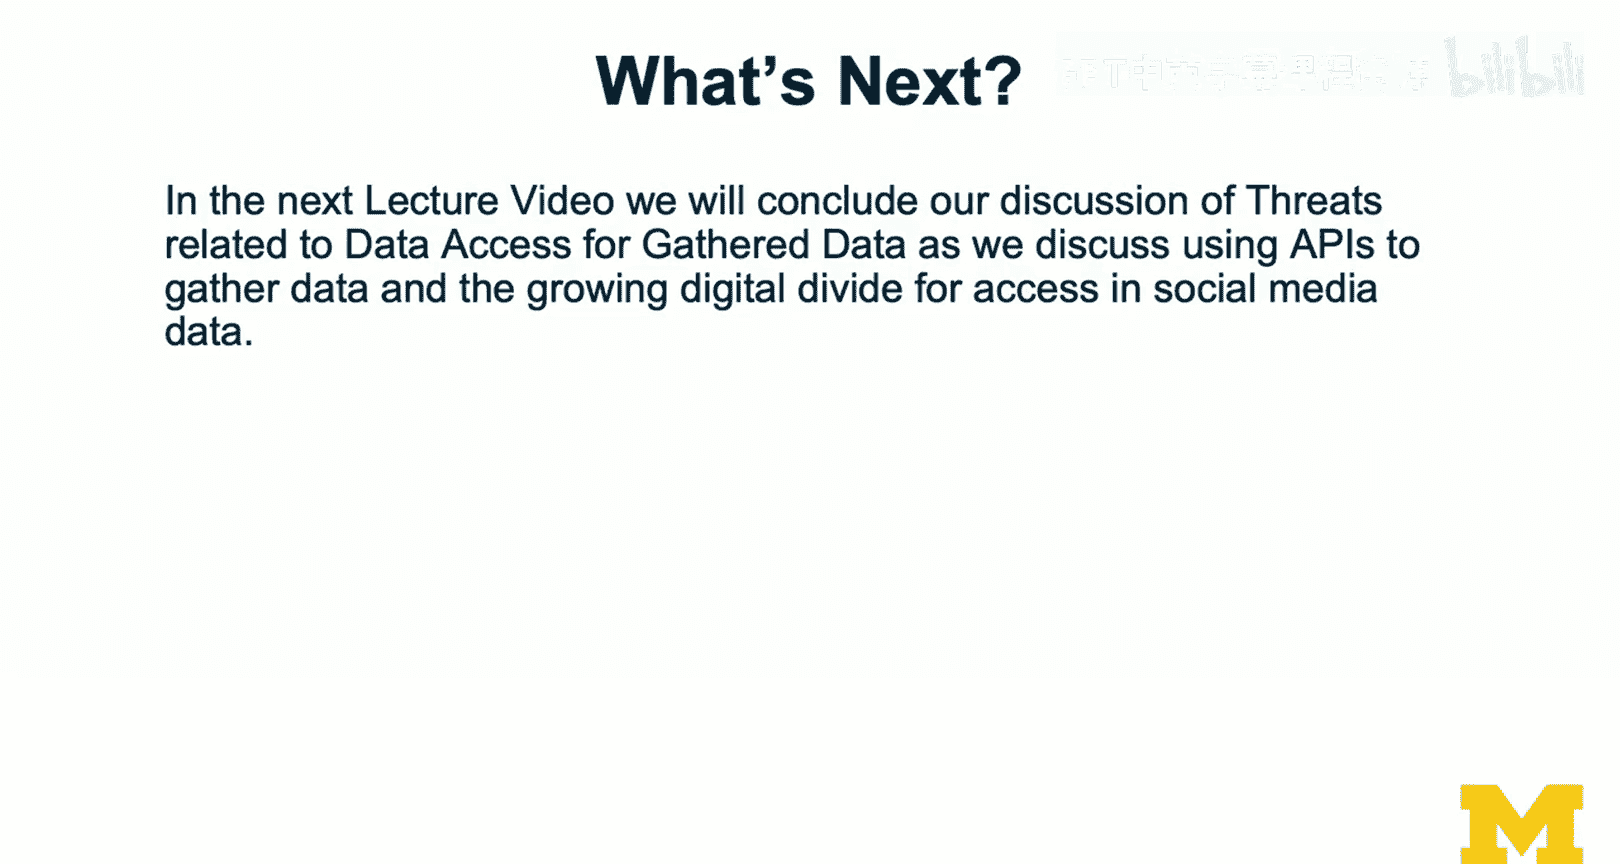 What’s Next?
bilibili
In the next Lecture Video we will conclude our discussion of Threats
related to Data Access for Gathered Data as we discuss using APIs to
gather data and the growing digital divide for access in social media
data.
M